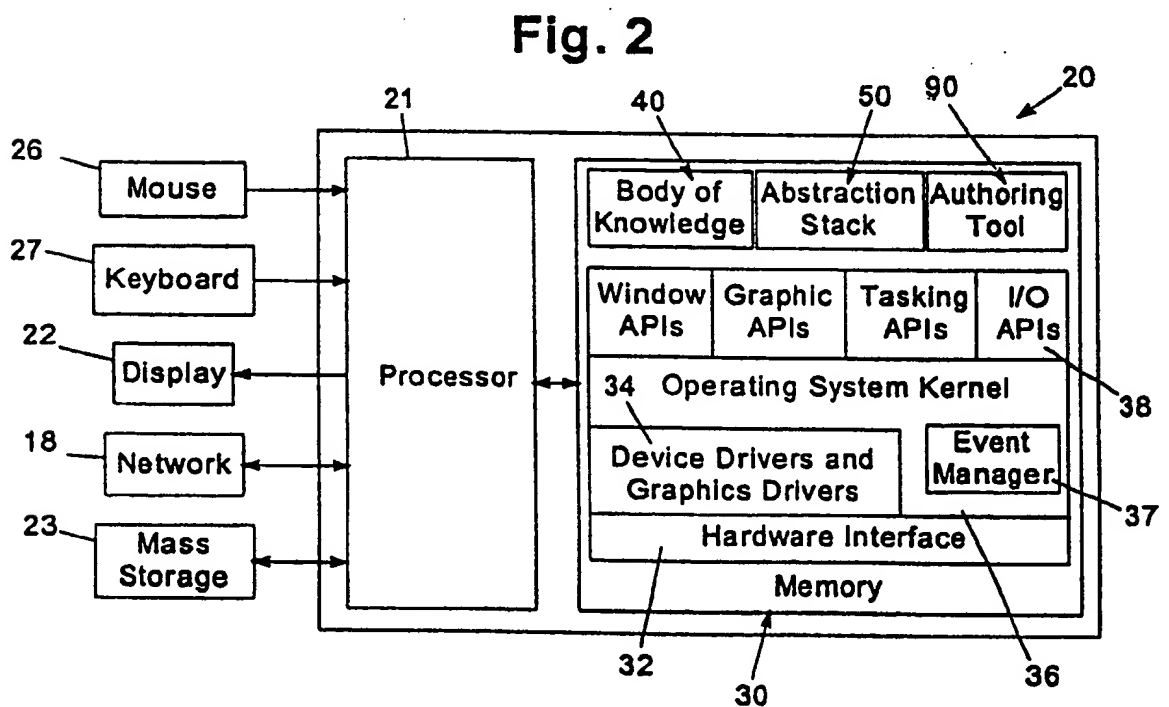 Fig. 2
20
21
40
50
90
26
Mouse
Body of
Knowledge
Abstraction
Stack
Authoring
Tool
27
Keyboard
Window
APIs
Graphic
APIs
Tasking
APIs
I/O
APIs
22
Display
Processor
34
Operating System Kernel
38
18
Network
Device Drivers and
Graphics Drivers
Event
Manager
37
23
Mass
Storage
Hardware Interface
Memory
32
30
36